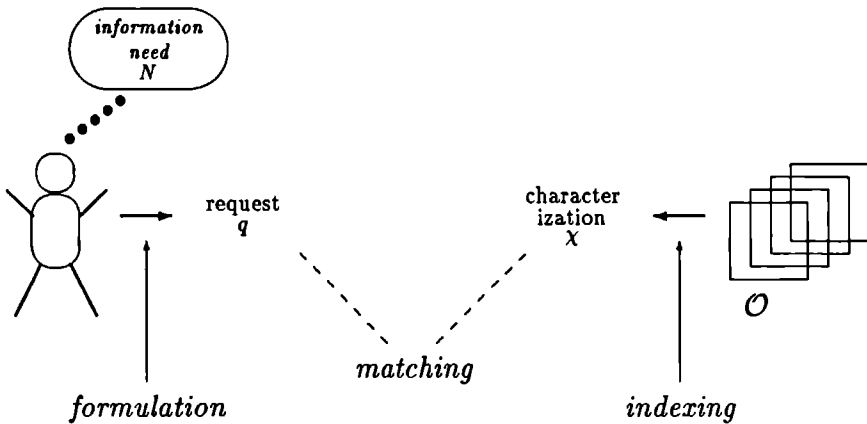 information
need
N
request
q
character
ization
χ
𝒪
matching
formulation
indexing